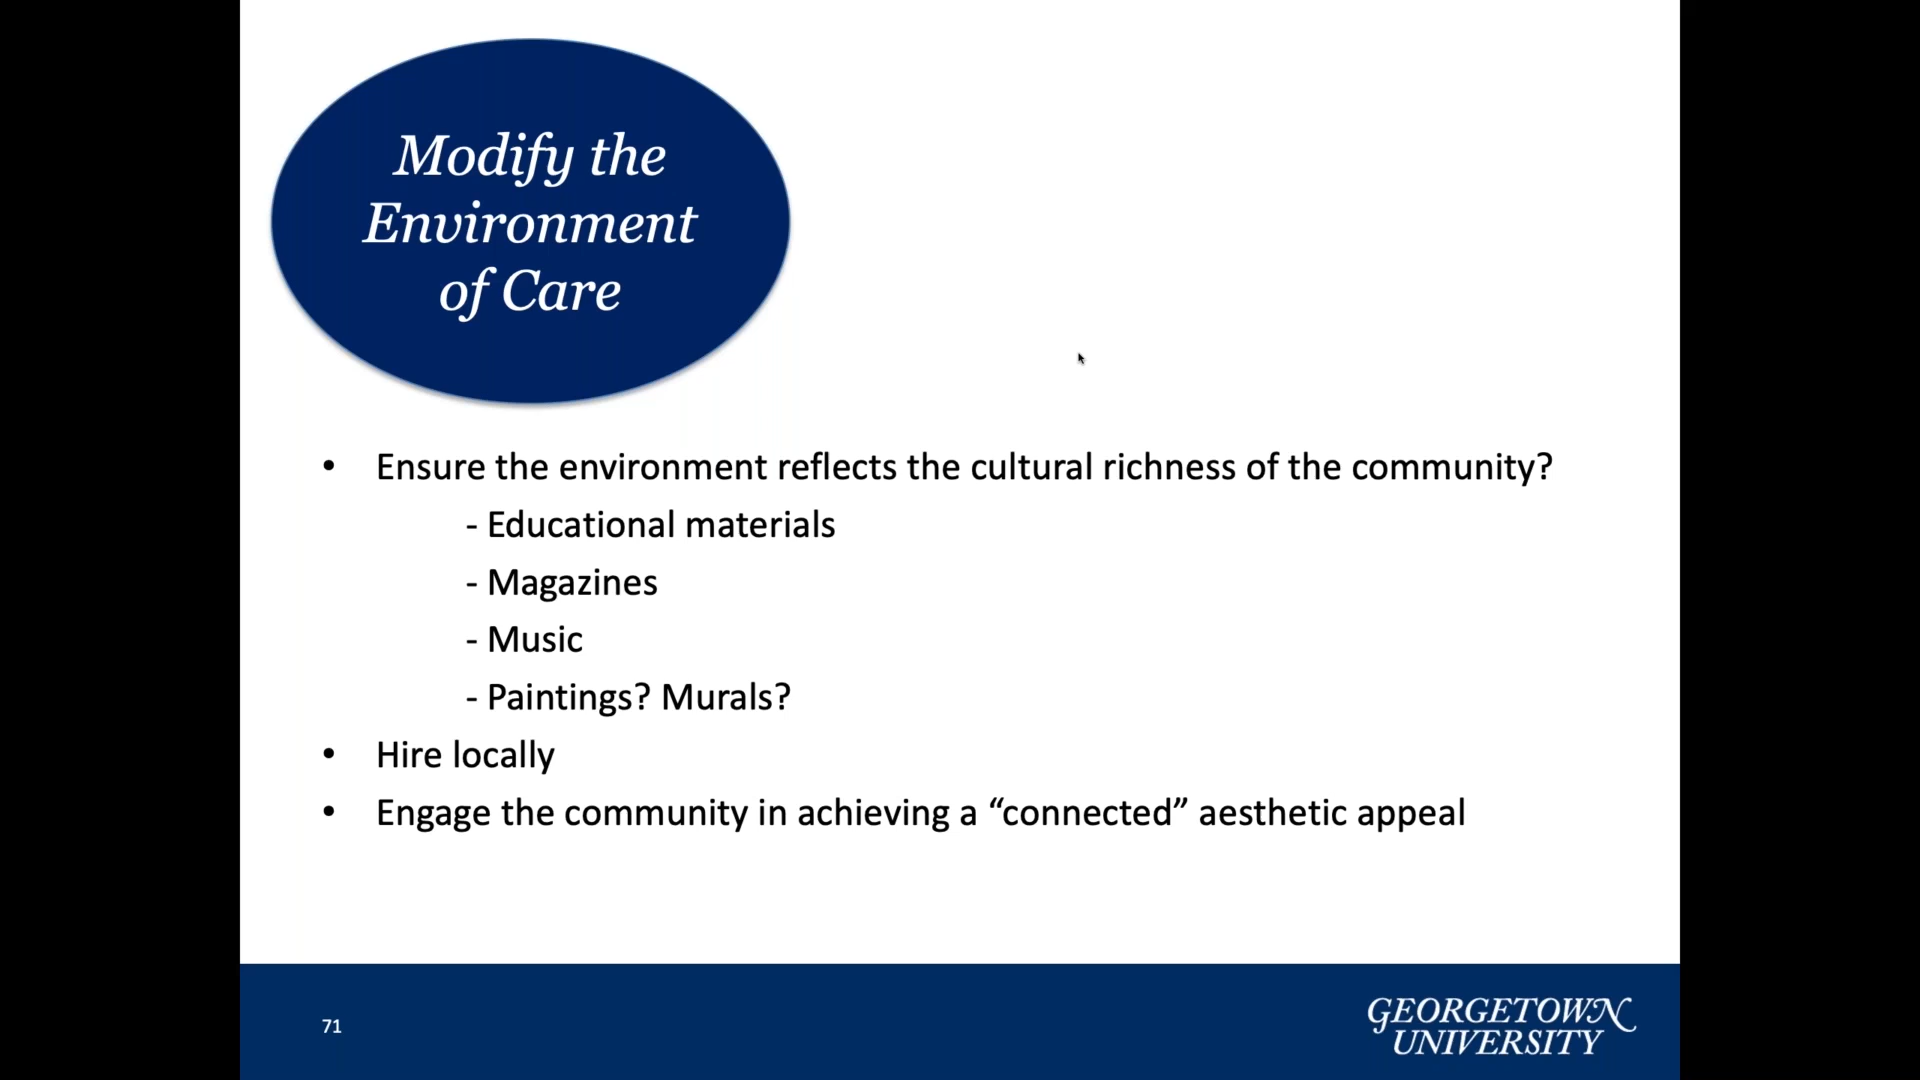 Modify the
Environment
of Care
• Ensure the environment reflects the cultural richness of the community?
- Educational materials
- Magazines
- Music
- Paintings? Murals?
• Hire locally
• Engage the community in achieving a “connected” aesthetic appeal
71
GEORGETOWN
UNIVERSITY